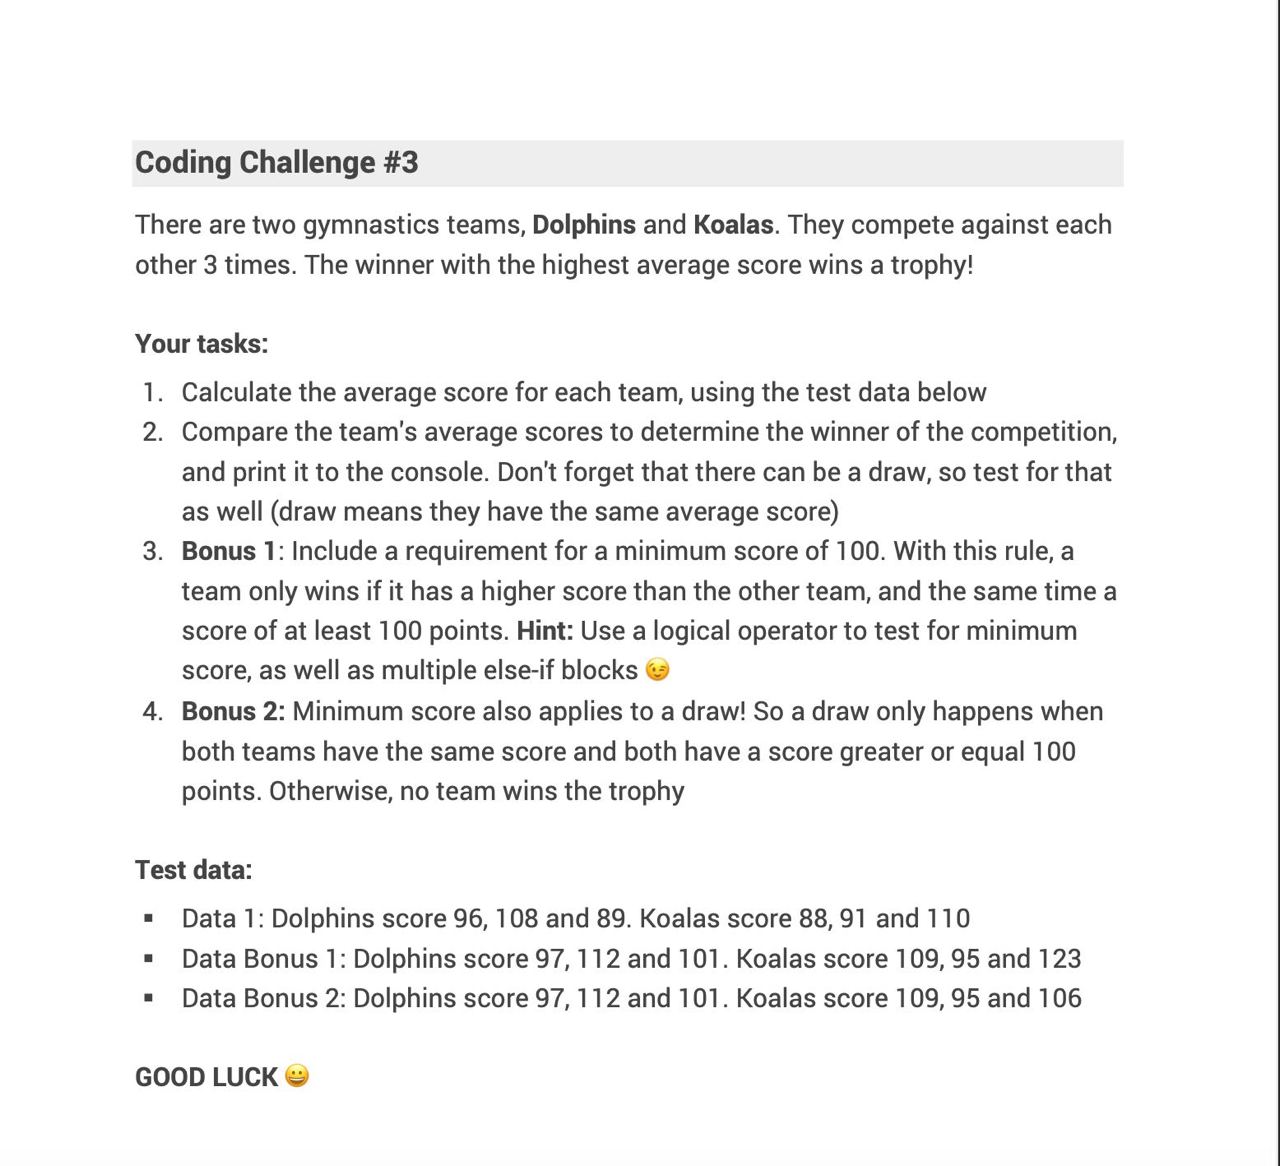 Coding Challenge #3
There are two gymnastics teams, Dolphins and Koalas. They compete against each
other 3 times. The winner with the highest average score wins a trophy!
Your tasks:
1. Calculate the average score for each team, using the test data below
2. Compare the team's average scores to determine the winner of the competition,
and print it to the console. Don't forget that there can be a draw, so test for that
as well (draw means they have the same average score)
3. Bonus 1: Include a requirement for a minimum score of 100. With this rule, a
team only wins if it has a higher score than the other team, and the same time a
score of at least 100 points. Hint: Use a logical operator to test for minimum
score, as well as multiple else-if blocks 😉
4. Bonus 2: Minimum score also applies to a draw! So a draw only happens when
both teams have the same score and both have a score greater or equal 100
points. Otherwise, no team wins the trophy
Test data:
▪ Data 1: Dolphins score 96, 108 and 89. Koalas score 88, 91 and 110
▪ Data Bonus 1: Dolphins score 97, 112 and 101. Koalas score 109, 95 and 123
▪ Data Bonus 2: Dolphins score 97, 112 and 101. Koalas score 109, 95 and 106
GOOD LUCK 😀